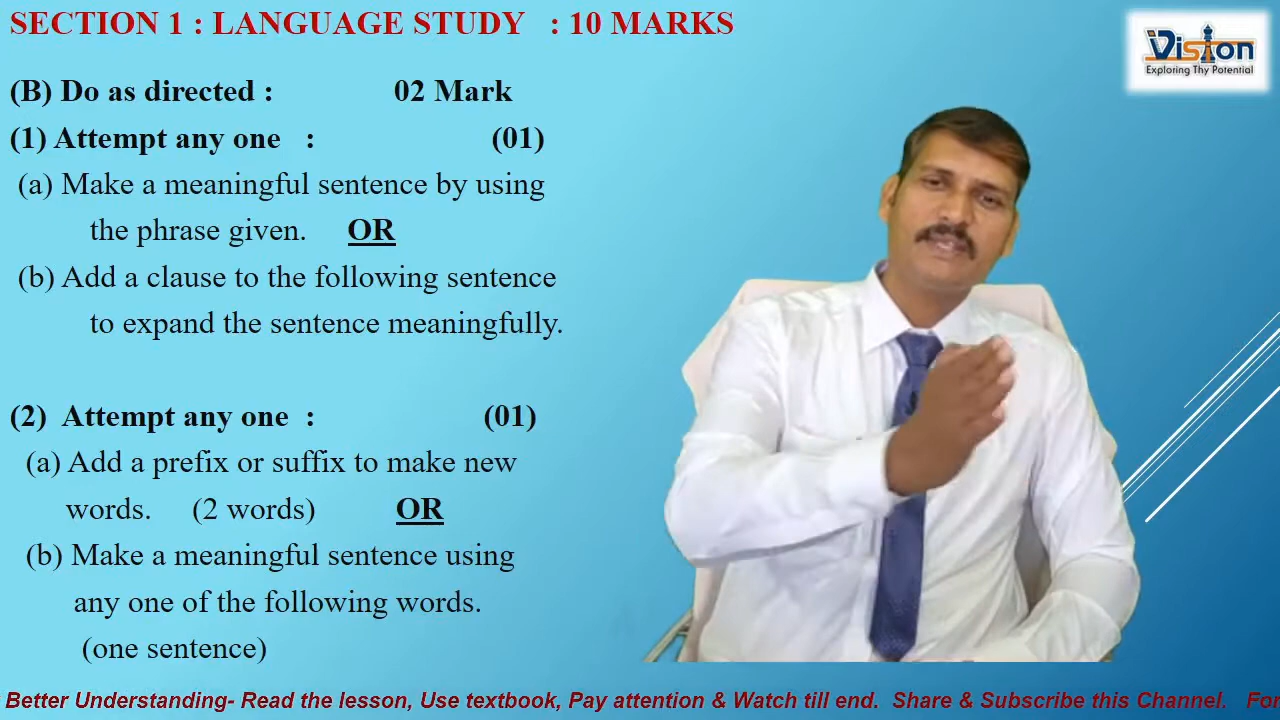 SECTION 1 : LANGUAGE STUDY : 10 MARKS
Vision
Exploring Thy Potential
(B) Do as directed : 02 Mark
(1) Attempt any one : (01)
(a) Make a meaningful sentence by using
the phrase given. OR
(b) Add a clause to the following sentence
to expand the sentence meaningfully.
(2) Attempt any one : (01)
(a) Add a prefix or suffix to make new
words. (2 words) OR
(b) Make a meaningful sentence using
any one of the following words.
(one sentence)
Better Understanding- Read the lesson, Use textbook, Pay attention & Watch till end. Share & Subscribe this Channel. For